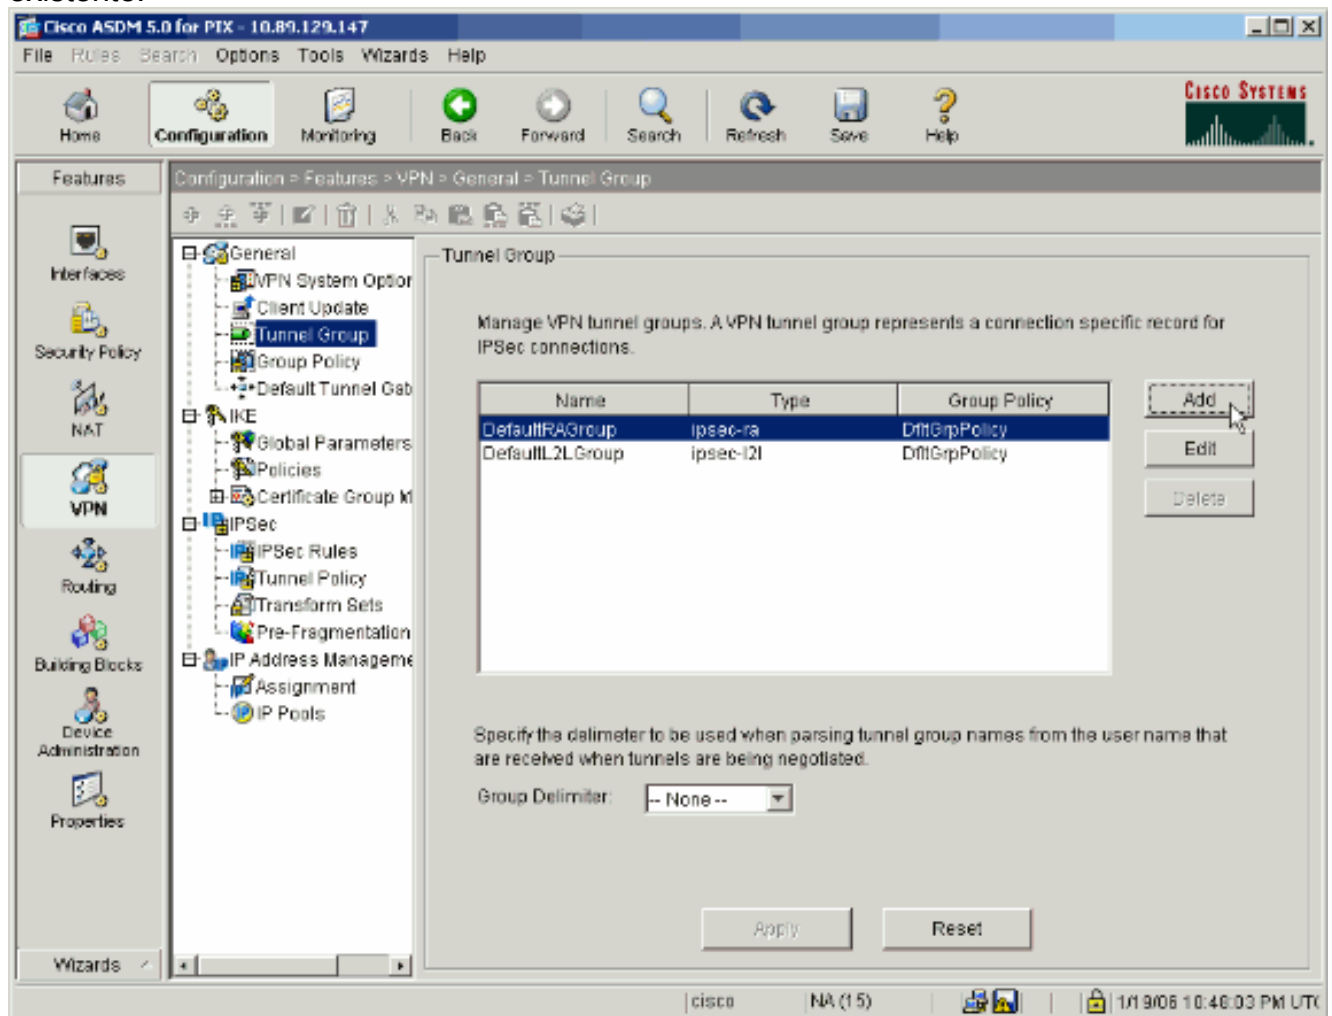 Cisco ASDM 5.0 for PIX - 10.89.129.147
File Rules Search Options Tools Wizards Help
Home Configuration Monitoring Back Forward Search Refresh Save Help
CISCO SYSTEMS
Features
Configuration > Features > VPN > General > Tunnel Group
Interfaces
Security Policy
NAT
VPN
Routing
Building Blocks
Device
Administration
Properties
Wizards
General
VPN System Option
Client Update
Tunnel Group
Group Policy
Default Tunnel Gat
IKE
Global Parameters
Policies
Certificate Group M
IPSec
IPSec Rules
Tunnel Policy
Transform Sets
Pre-Fragmentation
IP Address Manageme
Assignment
IP Pools
Tunnel Group
Manage VPN tunnel groups. A VPN tunnel group represents a connection specific record for
IPSec connections.
Name Type Group Policy
DefaultRAGroup ipsec-ra DfltGrpPolicy
DefaultL2LGroup ipsec-l2l DfltGrpPolicy
Add
Edit
Delete
Specify the delimeter to be used when parsing tunnel group names from the user name that
are received when tunnels are being negotiated.
Group Delimiter: -- None --
Apply Reset
cisco NA (15) 1/19/06 10:48:03 PM UT